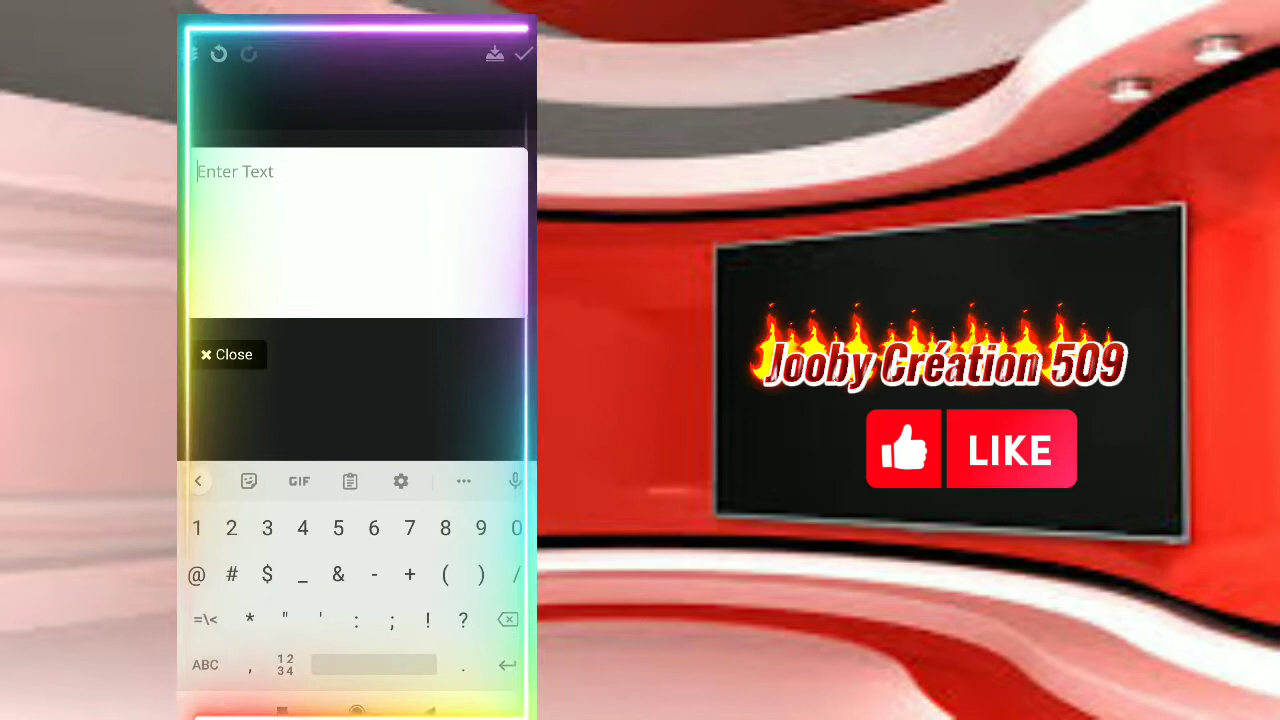 Enter Text
✖ Close
GIF
1 2 3 4 5 6 7 8 9 0
@ # $ _ & - + ( ) /
=\< * " ' : ; ! ?
ABC , 12 34 .
Jooby Création 509
LIKE